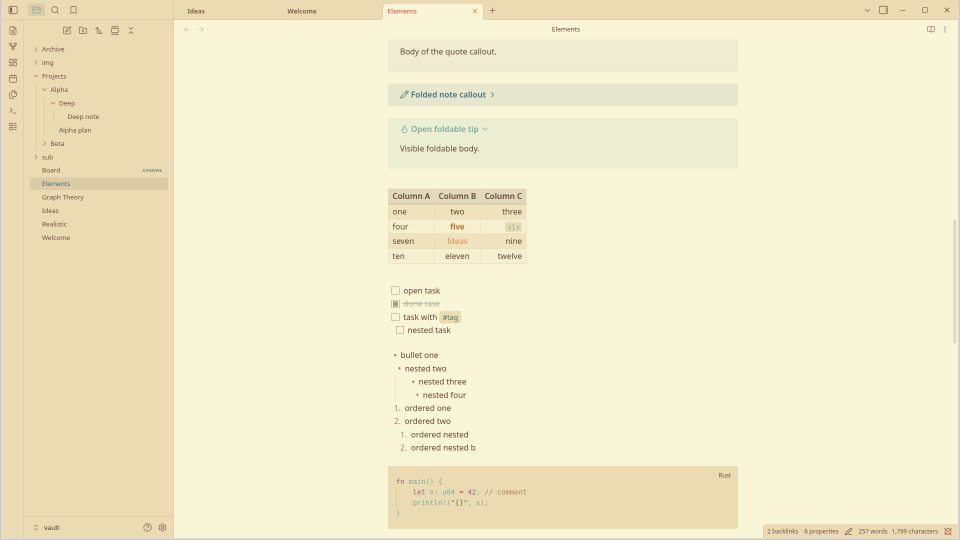 Ideas
Welcome
Elements
Elements
Archive
img
Projects
Alpha
Deep
Deep note
Alpha plan
Beta
sub
Board CANVAS
Elements
Graph Theory
Ideas
Realistic
Welcome
vault
Body of the quote callout.
Folded note callout
Open foldable tip
Visible foldable body.
Column A Column B Column C
one two three
four five six
seven Ideas nine
ten eleven twelve
open task
done task
task with #tag
nested task
• bullet one
• nested two
• nested three
• nested four
1. ordered one
2. ordered two
1. ordered nested
2. ordered nested b
Rust
fn main() {
let x: u64 = 42; // comment
println!("{}", x);
}
2 backlinks 6 properties 257 words 1,799 characters